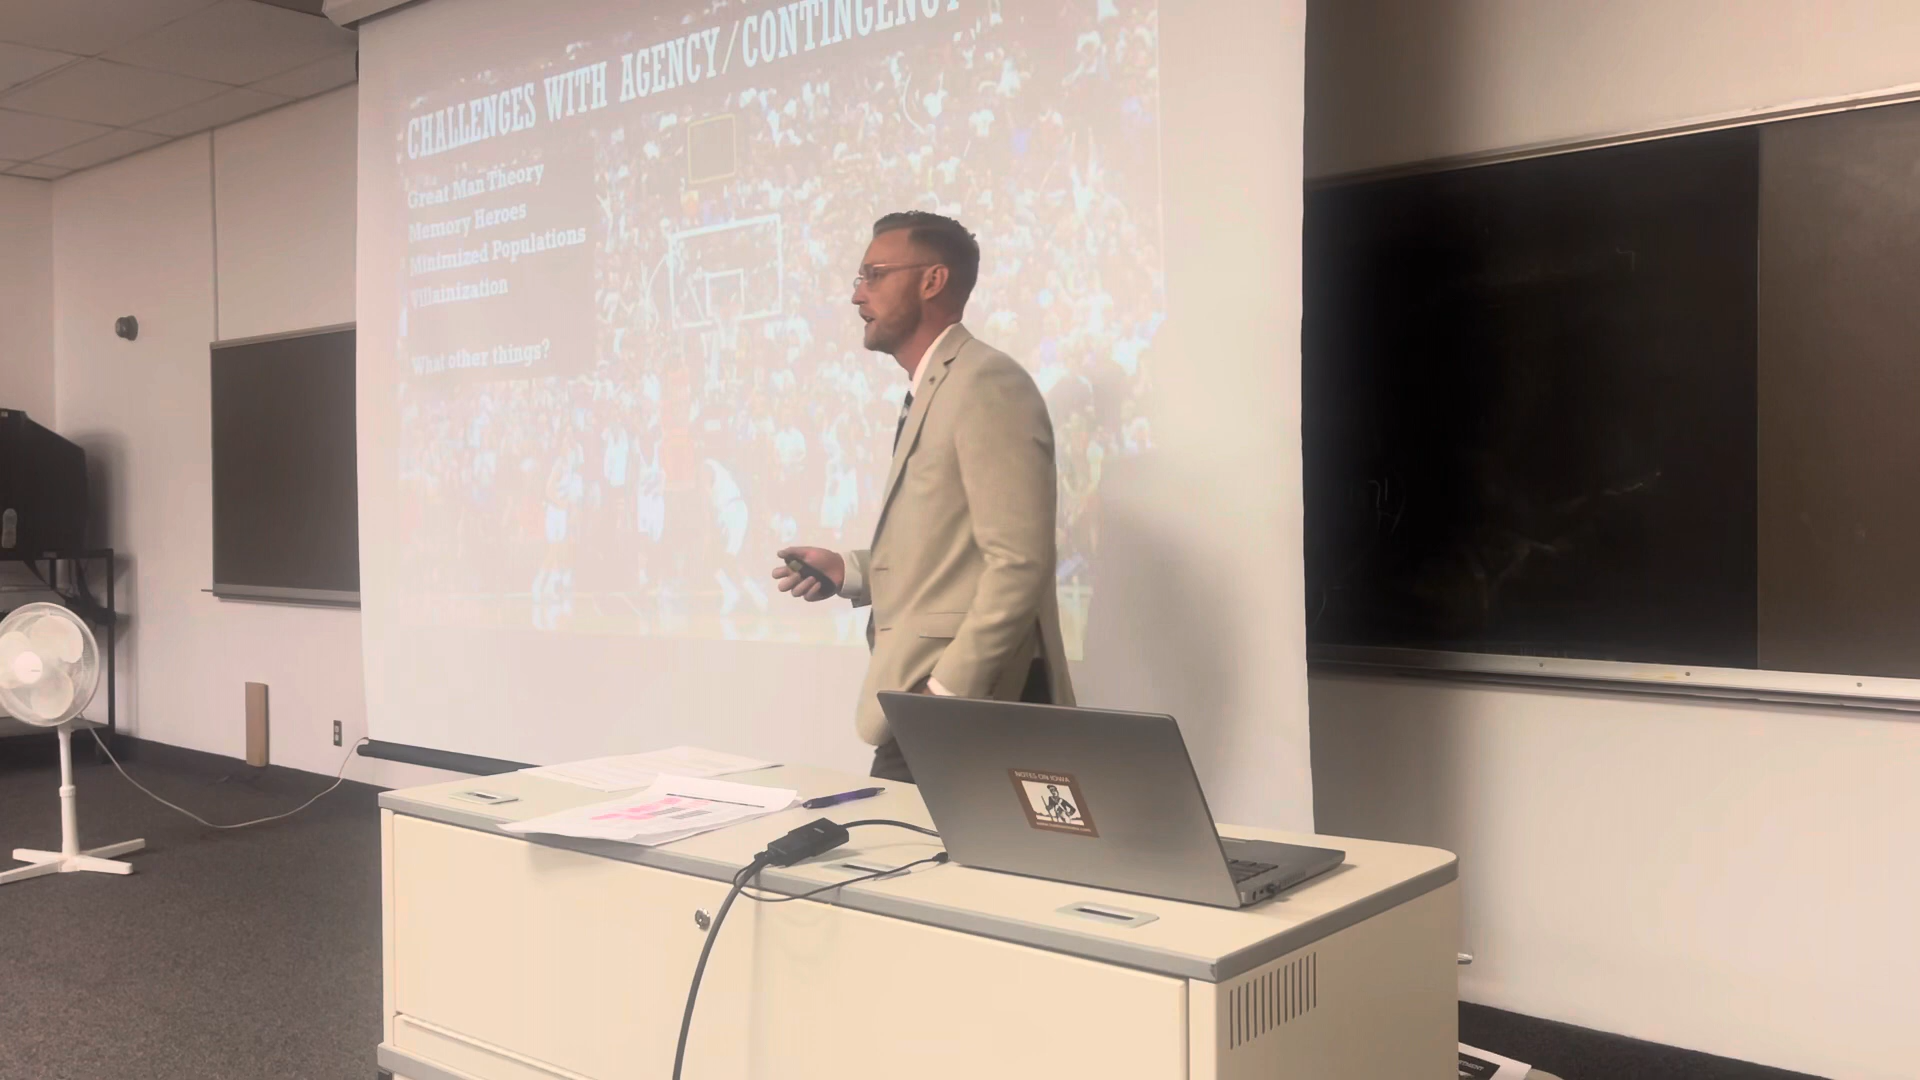 CHALLENGES WITH AGENCY/CONTINGENCY
Great Man Theory
Memory Heroes
Minimized Populations
Villainization
What other things?
NOTES ON IOWA